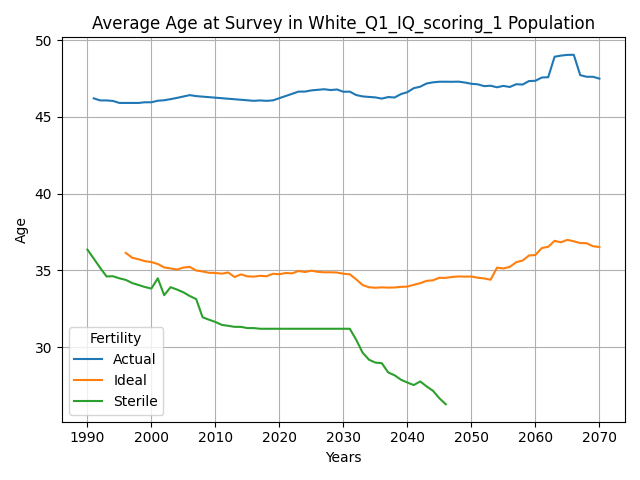 Average Age at Survey in White_Q1_IQ_scoring_1 Population
50
45
40
35
30
Age
Fertility
Actual
Ideal
Sterile
1990 2000 2010 2020 2030 2040 2050 2060 2070
Years